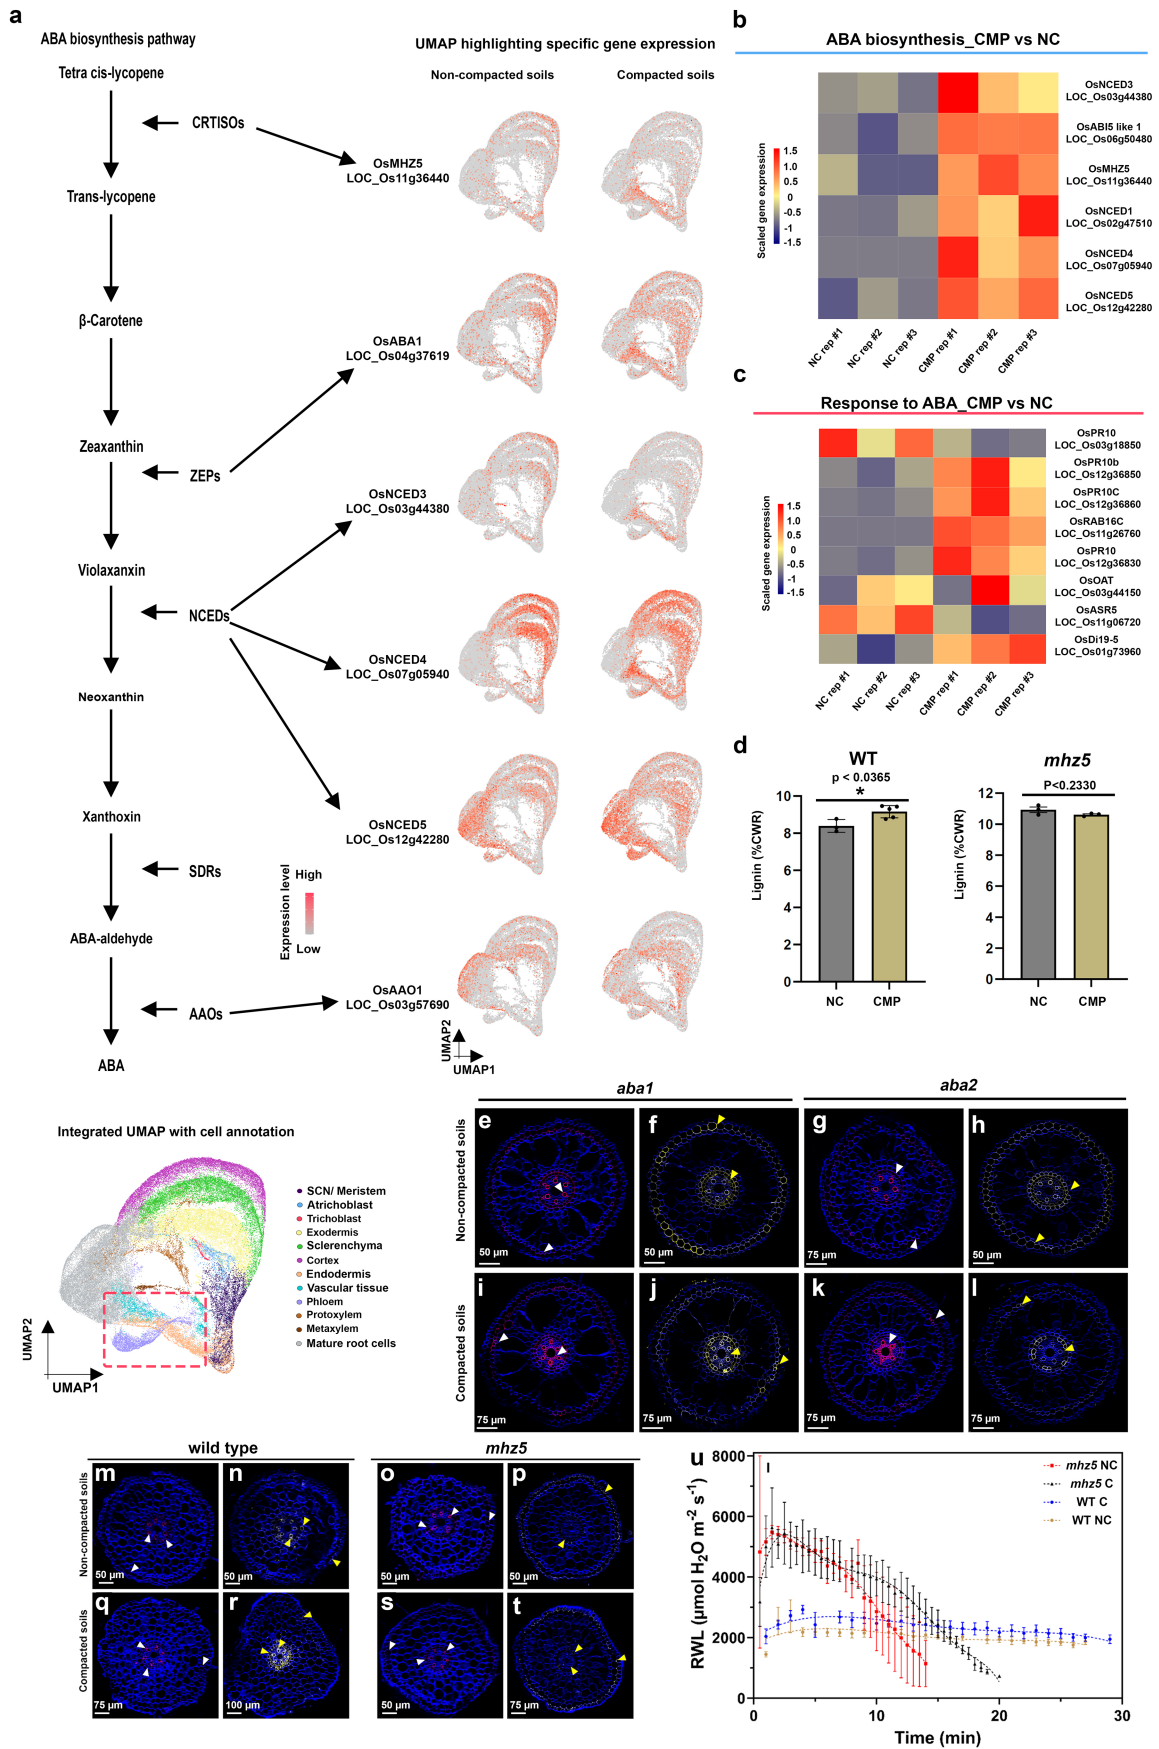 a
ABA biosynthesis pathway
UMAP highlighting specific gene expression
Non-compacted soils
Compacted soils
Tetra cis-lycopene
CRTISOs
OsMHZ5
LOC_Os11g36440
Trans-lycopene
β-Carotene
OsABA1
LOC_Os04g37619
Zeaxanthin
ZEPs
OsNCED3
LOC_Os03g44380
Violaxanxin
NCEDs
OsNCED4
LOC_Os07g05940
Neoxanthin
Xanthoxin
OsNCED5
LOC_Os12g42280
SDRs
High
Expression level
Low
ABA-aldehyde
OsAAO1
LOC_Os03g57690
AAOs
ABA
UMAP2
UMAP1
Integrated UMAP with cell annotation
SCN/ Meristem
Atrichoblast
Trichoblast
Exodermis
Sclerenchyma
Cortex
Endodermis
Vascular tissue
Phloem
Protoxylem
Metaxylem
Mature root cells
UMAP2
UMAP1
b
ABA biosynthesis_CMP vs NC
Scaled gene expression
1.5
1
0.5
0
-0.5
-1
-1.5
OsNCED3
LOC_Os03g44380
OsABI5 like 1
LOC_Os06g50480
OsMHZ5
LOC_Os11g36440
OsNCED1
LOC_Os02g47510
OsNCED4
LOC_Os07g05940
OsNCED5
LOC_Os12g42280
NC rep #1
NC rep #2
NC rep #3
CMP rep #1
CMP rep #2
CMP rep #3
c
Response to ABA_CMP vs NC
Scaled gene expression
1.5
1
0.5
0
-0.5
-1
-1.5
OsPR10
LOC_Os03g18850
OsPR10b
LOC_Os12g36850
OsPR10C
LOC_Os12g36860
OsRAB16C
LOC_Os11g26760
OsPR10
LOC_Os12g36830
OsOAT
LOC_Os03g44150
OsASR5
LOC_Os11g06720
OsDi19-5
LOC_Os01g73960
NC rep #1
NC rep #2
NC rep #3
CMP rep #1
CMP rep #2
CMP rep #3
d
WT
p < 0.0365
*
Lignin (%CWR)
10
8
6
4
2
0
NC
CMP
mhz5
P<0.2330
Lignin (%CWR)
12
10
8
6
4
2
0
NC
CMP
aba1
aba2
Non-compacted soils
e
50 µm
f
50 µm
g
75 µm
h
50 µm
Compacted soils
i
75 µm
j
75 µm
k
75 µm
l
75 µm
wild type
mhz5
Non-compacted soils
m
50 µm
n
50 µm
o
50 µm
p
50 µm
Compacted soils
q
75 µm
r
100 µm
s
50 µm
t
75 µm
u
RWL (µmol H2O m-2 s-1)
8000
6000
4000
2000
0
0
10
20
30
Time (min)
mhz5 NC
mhz5 C
WT C
WT NC